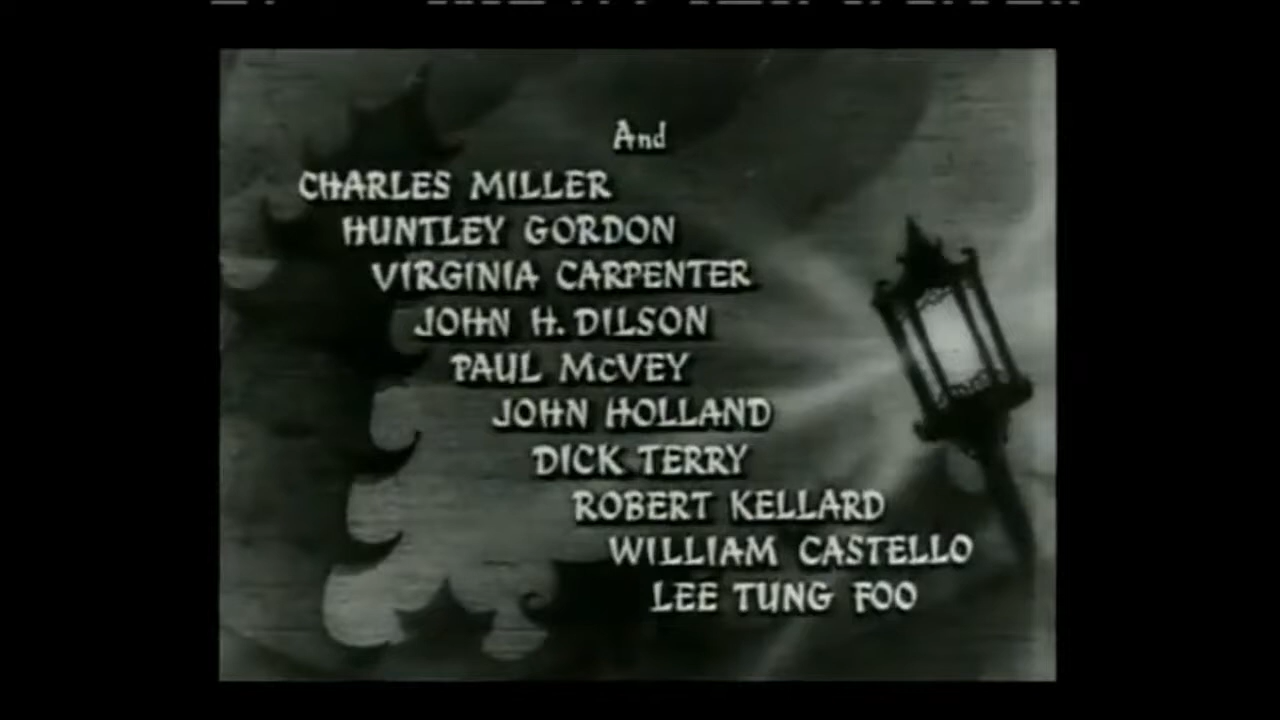 And
CHARLES MILLER
HUNTLEY GORDON
VIRGINIA CARPENTER
JOHN H. DILSON
PAUL McVEY
JOHN HOLLAND
DICK TERRY
ROBERT KELLARD
WILLIAM CASTELLO
LEE TUNG FOO